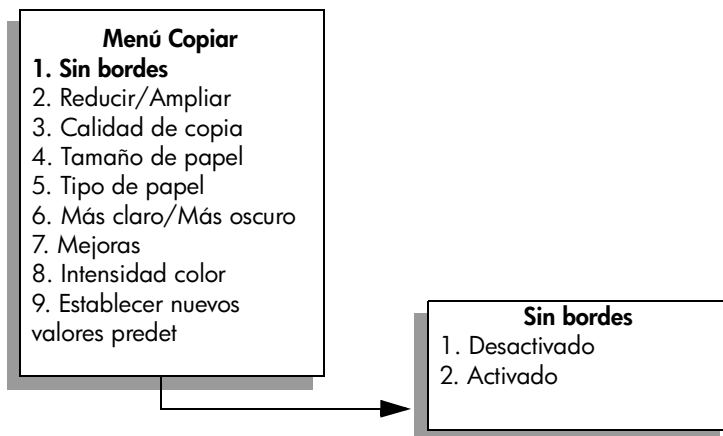 Menú Copiar
1. Sin bordes
2. Reducir/Ampliar
3. Calidad de copia
4. Tamaño de papel
5. Tipo de papel
6. Más claro/Más oscuro
7. Mejoras
8. Intensidad color
9. Establecer nuevos
valores predet
Sin bordes
1. Desactivado
2. Activado